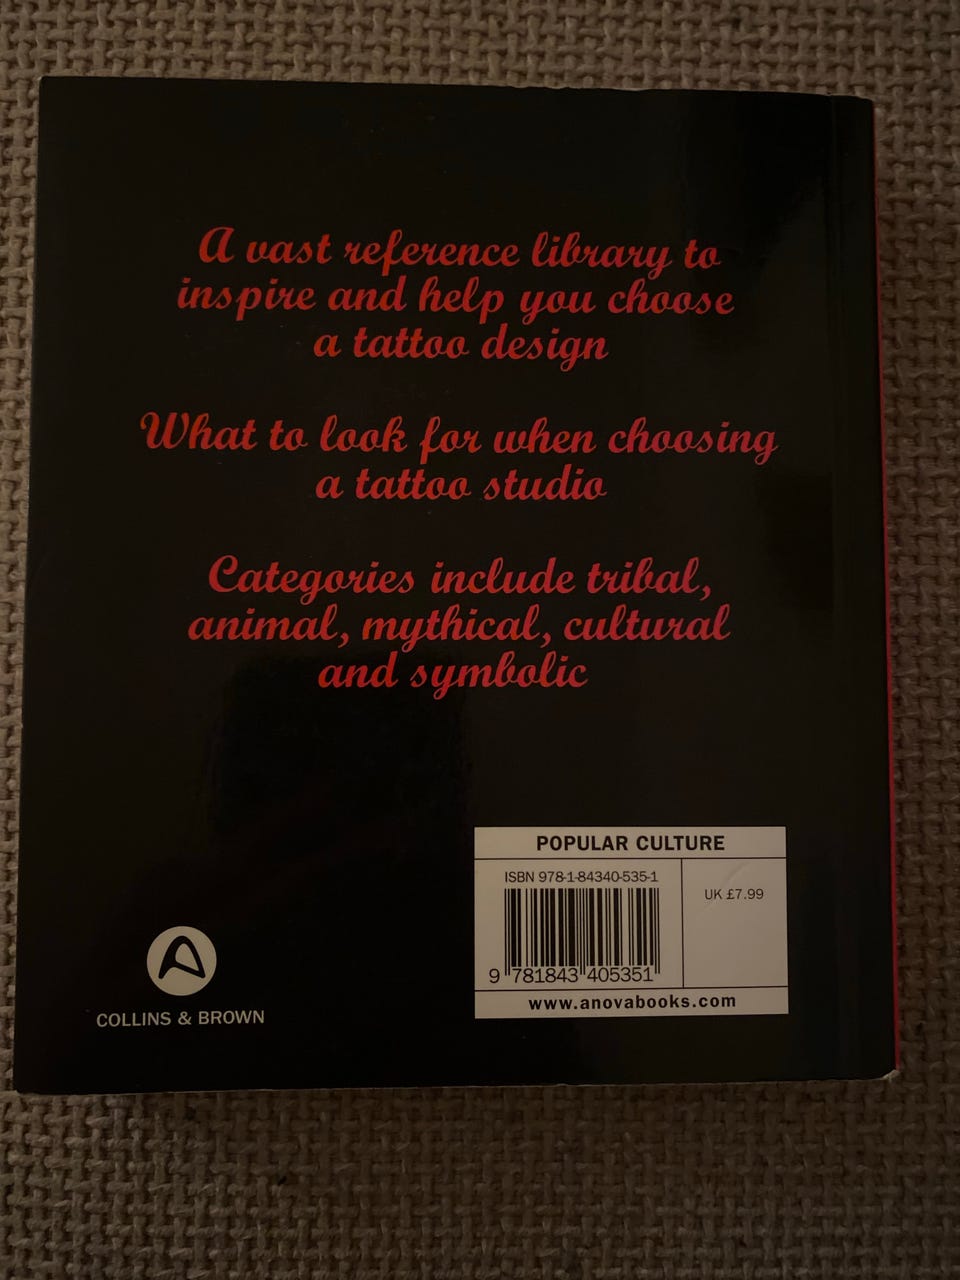 A vast reference library to
inspire and help you choose
a tattoo design
What to look for when choosing
a tattoo studio
Categories include tribal,
animal, mythical, cultural
and symbolic
POPULAR CULTURE
ISBN 978-1-84340-535-1
UK £7.99
9 781843 405351
www.anovabooks.com
A
COLLINS & BROWN